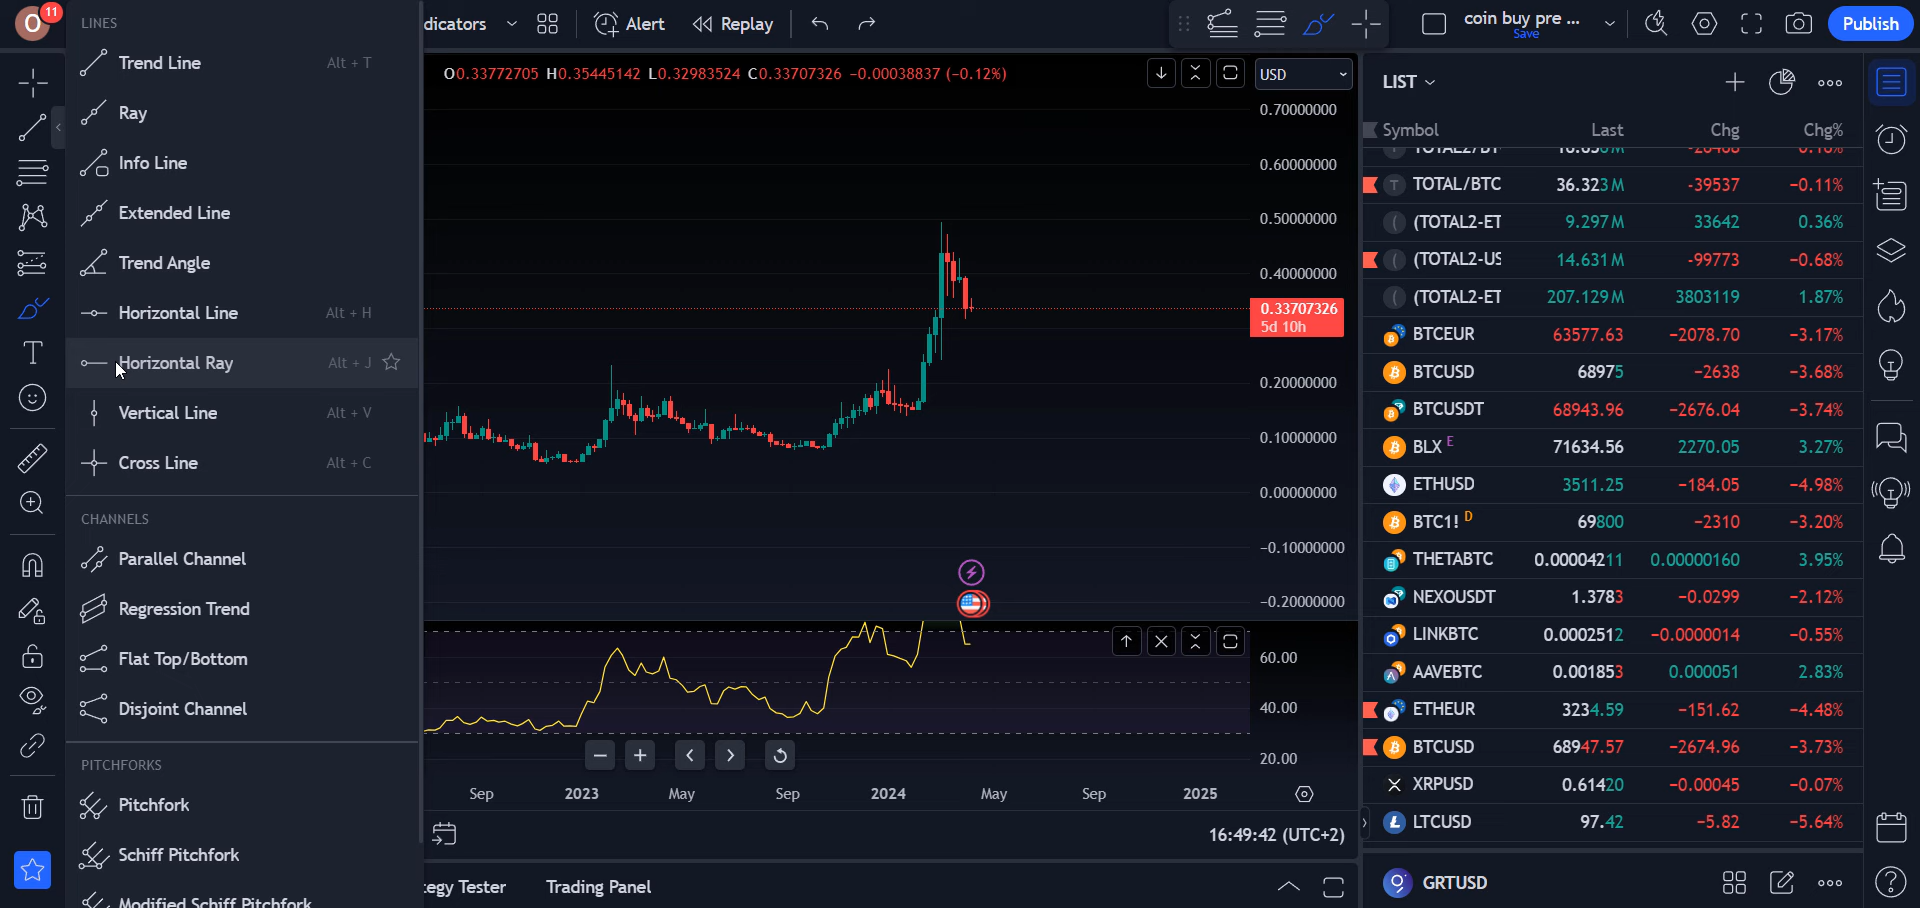 O 11
LINES
Trend Line Alt + T
Ray
Info Line
Extended Line
Trend Angle
Horizontal Line Alt + H
Horizontal Ray Alt + J
Vertical Line Alt + V
Cross Line Alt + C
CHANNELS
Parallel Channel
Regression Trend
Flat Top/Bottom
Disjoint Channel
PITCHFORKS
Pitchfork
Schiff Pitchfork
Modified Schiff Pitchfork
dicators Alert Replay
coin buy pre ...
Save
Publish
O0.33772705 H0.35445142 L0.32983524 C0.33707326 -0.00038837 (-0.12%)
USD
0.70000000
0.60000000
0.50000000
0.40000000
0.33707326
5d 10h
0.20000000
0.10000000
0.00000000
-0.10000000
-0.20000000
60.00
40.00
20.00
Sep 2023 May Sep 2024 May Sep 2025
16:49:42 (UTC+2)
tegy Tester Trading Panel
LIST
Symbol Last Chg Chg%
TOTAL/BTC 36.323 M -39537 -0.11%
(TOTAL2-ET 9.297 M 33642 0.36%
(TOTAL2-US 14.631 M -99773 -0.68%
(TOTAL2-ET 207.129 M 3803119 1.87%
BTCEUR 63577.63 -2078.70 -3.17%
BTCUSD 68975 -2638 -3.68%
BTCUSDT 68943.96 -2676.04 -3.74%
BLX E 71634.56 2270.05 3.27%
ETHUSD 3511.25 -184.05 -4.98%
BTC1! D 69800 -2310 -3.20%
THETABTC 0.00004211 0.00000160 3.95%
NEXOUSDT 1.3783 -0.0299 -2.12%
LINKBTC 0.0002512 -0.0000014 -0.55%
AAVEBTC 0.001853 0.000051 2.83%
ETHEUR 3234.59 -151.62 -4.48%
BTCUSD 68947.57 -2674.96 -3.73%
XRPUSD 0.61420 -0.00045 -0.07%
LTCUSD 97.42 -5.82 -5.64%
GRTUSD